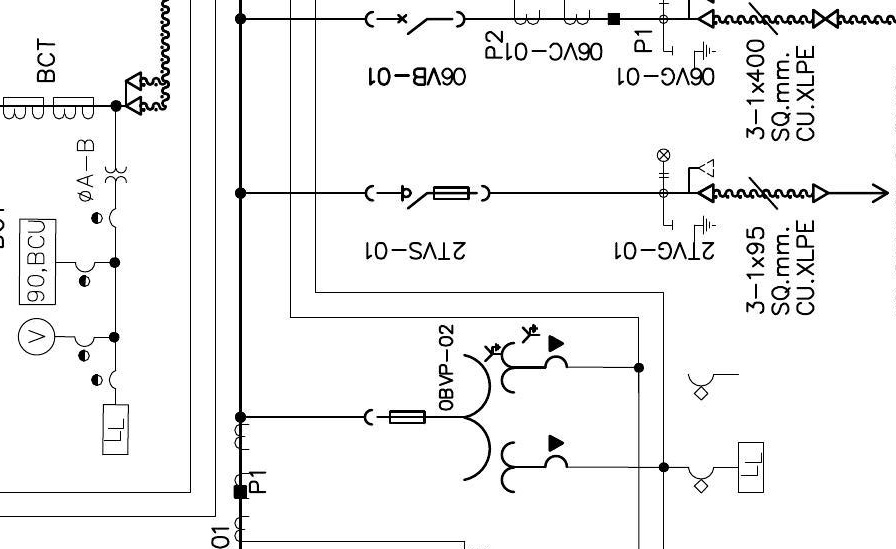 BCT
P2
06VC-01
P1
06VB-01
06VG-01
3-1x400
SQ.mm.
CU.XLPE
ØA-B
90,BCU
V
LL
2TVS-01
2TVG-01
3-1x95
SQ.mm.
CU.XLPE
0BVP-02
P1
01
LL